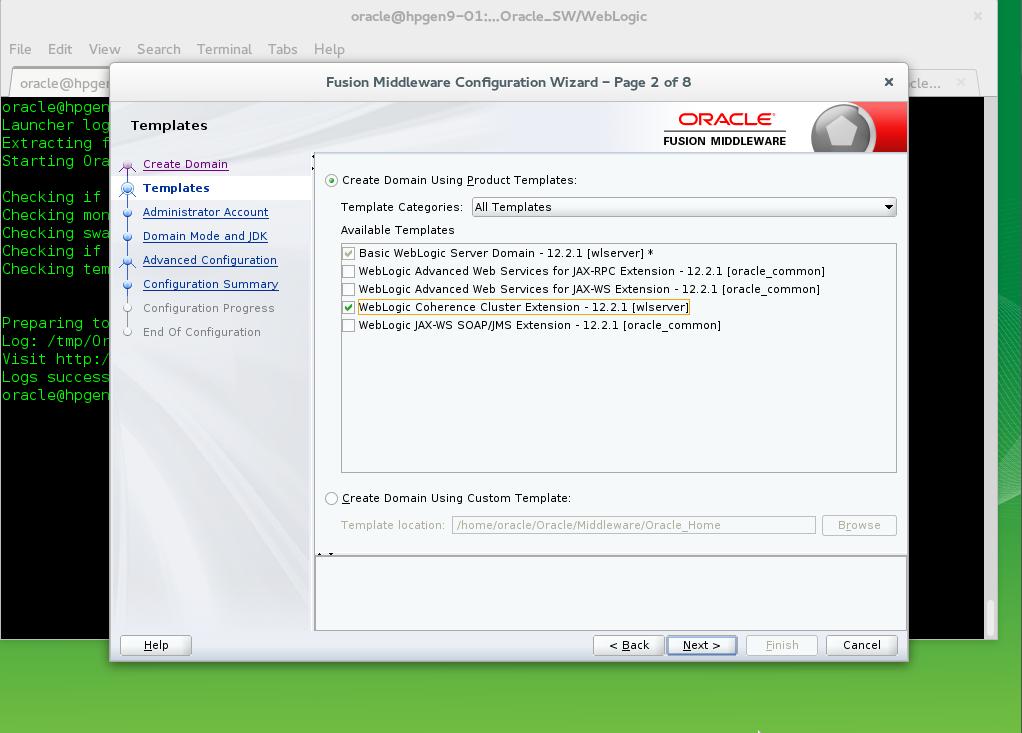 oracle@hpgen9-01:...Oracle_SW/WebLogic
File Edit View Search Terminal Tabs Help
oracle@hpgen
cle...
oracle@hpgen
Launcher log
Extracting f
Starting Ora
Checking if
Checking mon
Checking swa
Checking if
Checking tem
Preparing to
Log: /tmp/Or
Visit http:/
Logs success
oracle@hpgen
Fusion Middleware Configuration Wizard - Page 2 of 8
Templates
ORACLE
FUSION MIDDLEWARE
Create Domain
Templates
Administrator Account
Domain Mode and JDK
Advanced Configuration
Configuration Summary
Configuration Progress
End Of Configuration
Create Domain Using Product Templates:
Template Categories: All Templates
Available Templates
Basic WebLogic Server Domain - 12.2.1 [wlserver] *
WebLogic Advanced Web Services for JAX-RPC Extension - 12.2.1 [oracle_common]
WebLogic Advanced Web Services for JAX-WS Extension - 12.2.1 [oracle_common]
WebLogic Coherence Cluster Extension - 12.2.1 [wlserver]
WebLogic JAX-WS SOAP/JMS Extension - 12.2.1 [oracle_common]
Create Domain Using Custom Template:
Template location: /home/oracle/Oracle/Middleware/Oracle_Home Browse
Help < Back Next > Finish Cancel